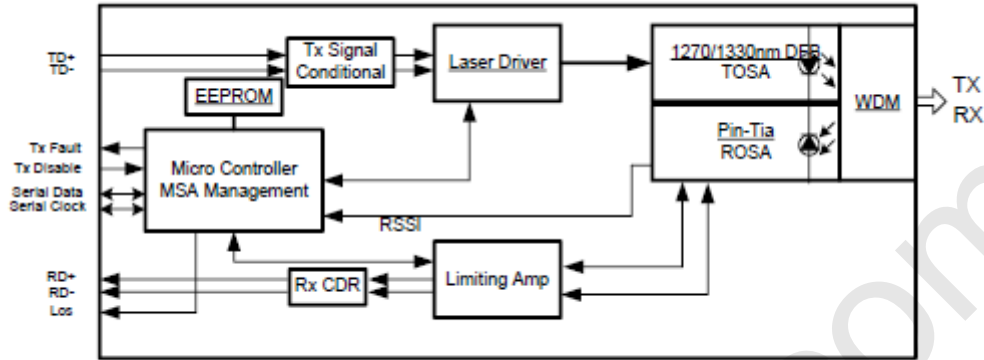 TD+
TD-
Tx Signal
Conditional
Laser Driver
1270/1330nm DFB
TOSA
WDM
TX
RX
EEPROM
Pin-Tia
ROSA
Tx Fault
Tx Disable
Serial Data
Serial Clock
Micro Controller
MSA Management
RSSI
RD+
RD-
Los
Rx CDR
Limiting Amp